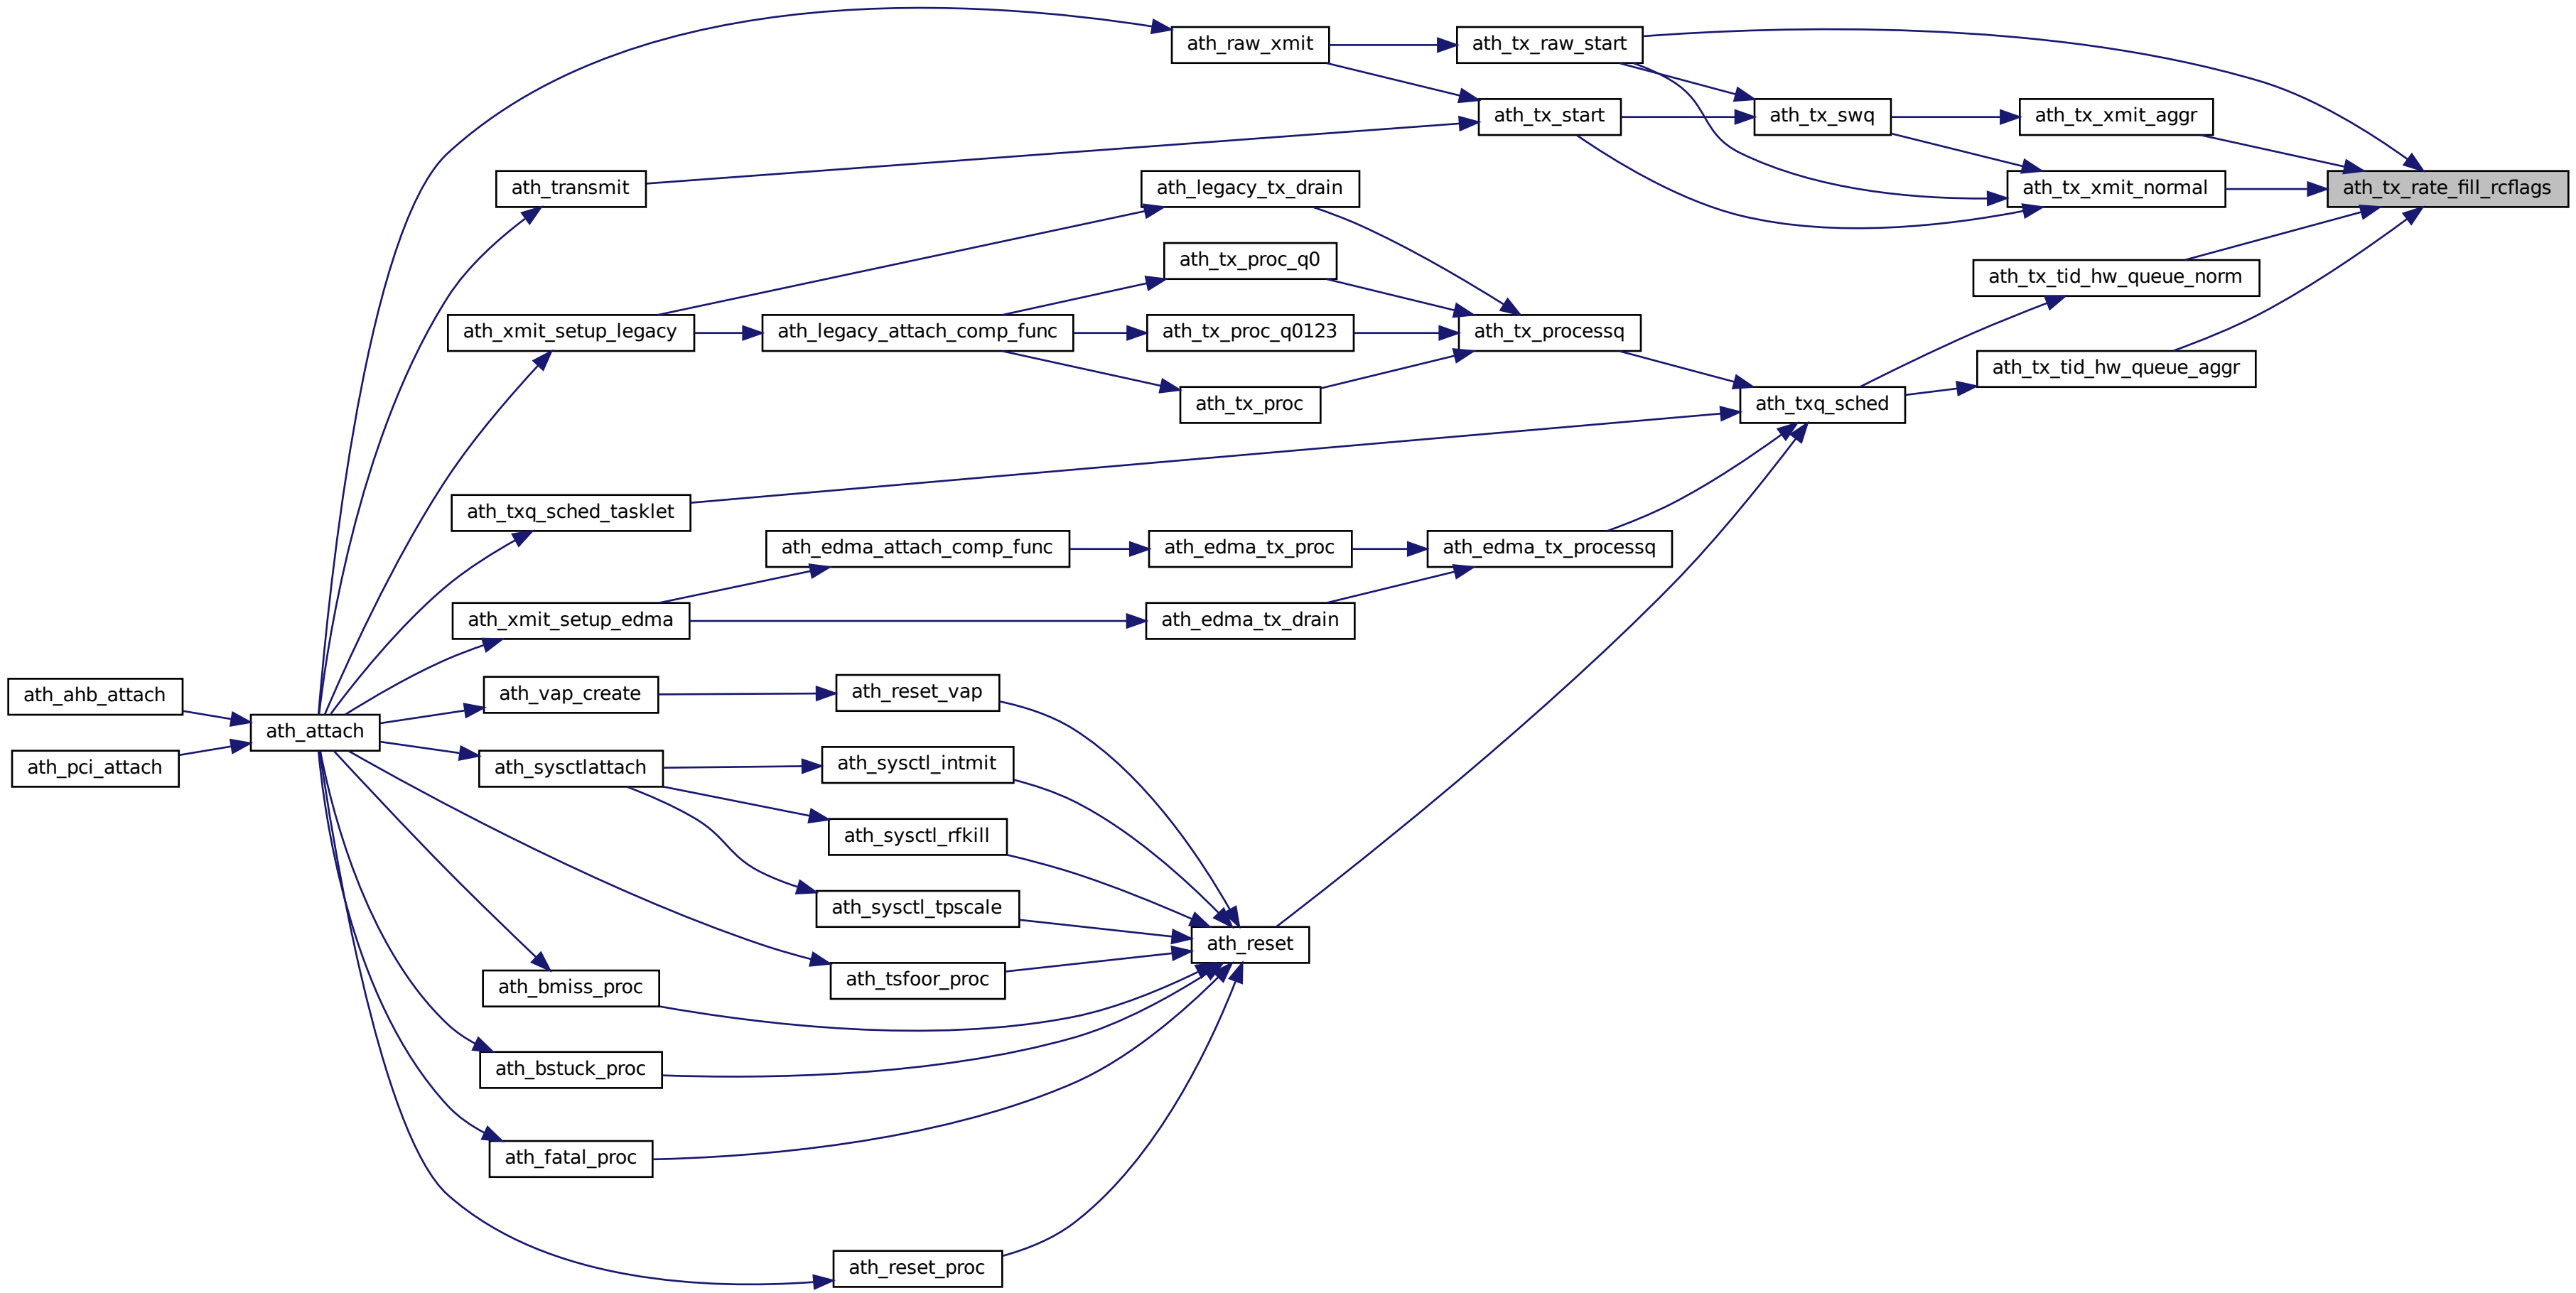 ath_raw_xmit
ath_tx_raw_start
ath_tx_start
ath_tx_swq
ath_tx_xmit_aggr
ath_transmit
ath_legacy_tx_drain
ath_tx_xmit_normal
ath_tx_rate_fill_rcflags
ath_tx_proc_q0
ath_tx_tid_hw_queue_norm
ath_xmit_setup_legacy
ath_legacy_attach_comp_func
ath_tx_proc_q0123
ath_tx_processq
ath_tx_tid_hw_queue_aggr
ath_tx_proc
ath_txq_sched
ath_txq_sched_tasklet
ath_edma_attach_comp_func
ath_edma_tx_proc
ath_edma_tx_processq
ath_xmit_setup_edma
ath_edma_tx_drain
ath_ahb_attach
ath_vap_create
ath_reset_vap
ath_attach
ath_pci_attach
ath_sysctlattach
ath_sysctl_intmit
ath_sysctl_rfkill
ath_sysctl_tpscale
ath_reset
ath_tsfoor_proc
ath_bmiss_proc
ath_bstuck_proc
ath_fatal_proc
ath_reset_proc